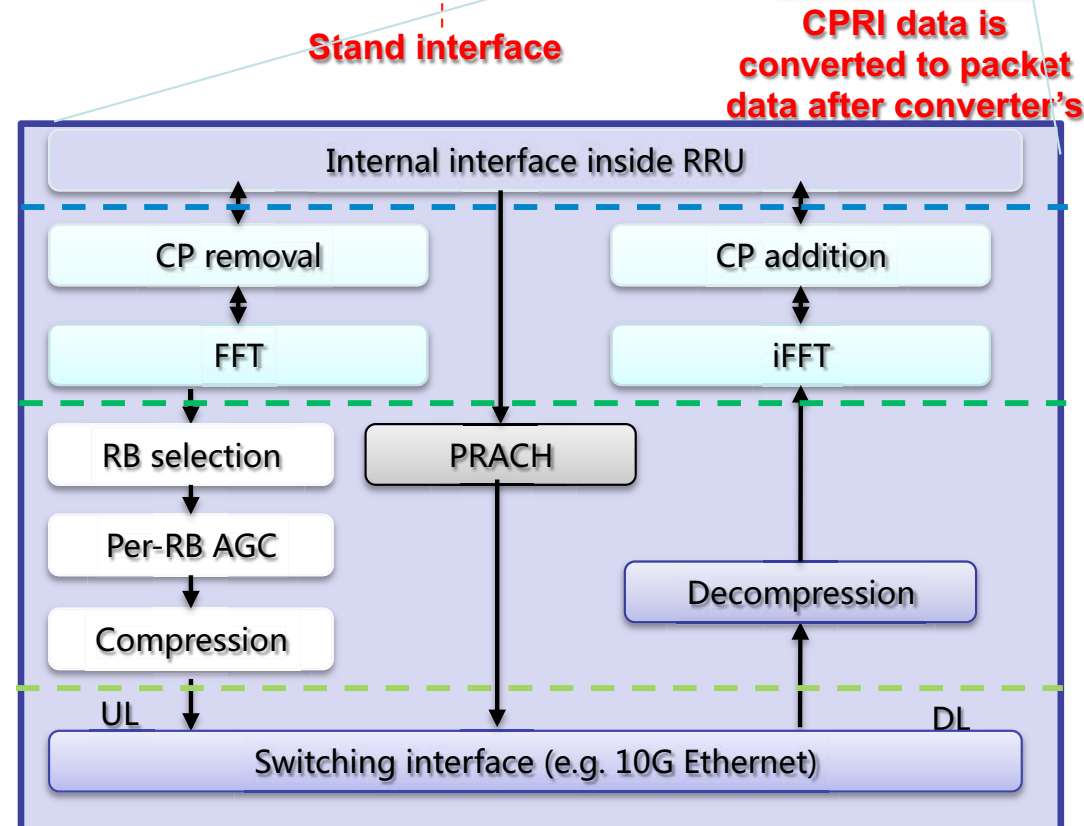 Stand interface
CPRI data is
converted to packet
data after converter's
Internal interface inside RRU
CP removal
CP addition
FFT
iFFT
RB selection
PRACH
Per-RB AGC
Decompression
Compression
UL
DL
Switching interface (e.g. 10G Ethernet)